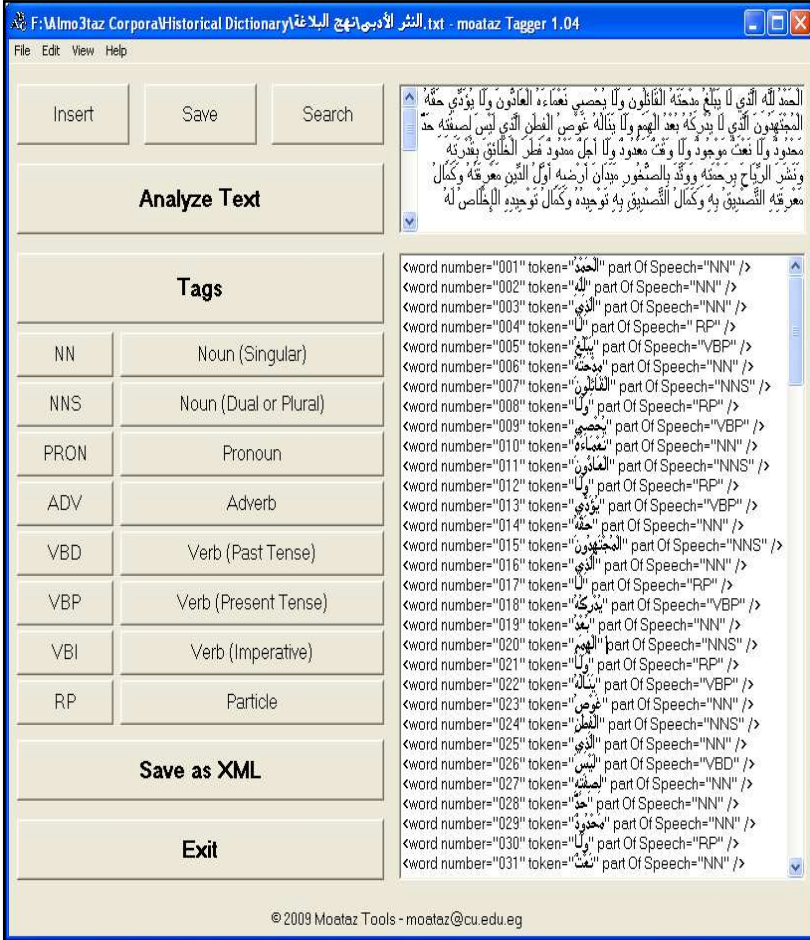 F:\Almo3taz Corpora\Historical Dictionary\النثر الأدبي\نهج البلاغة.txt - moataz Tagger 1.04
File Edit View Help
Insert Save Search
الْحَمْدُ لِلَّهِ الَّذِي لَا يَبْلُغُ مِدْحَتَهُ الْقَائِلُونَ وَلَا يُحْصِي نَعْمَاءَهُ الْعَادُّونَ وَلَا يُؤَدِّي حَقَّهُ
الْمُجْتَهِدُونَ الَّذِي لَا يُدْرِكُهُ بُعْدُ الْهِمَمِ وَلَا يَنَالُهُ غَوْصُ الْفِطَنِ الَّذِي لَيْسَ لِصِفَتِهِ حَدٌّ
مَحْدُودٌ وَلَا نَعْتٌ مَوْجُودٌ وَلَا وَقْتٌ مَعْدُودٌ وَلَا أَجَلٌ مَمْدُودٌ فَطَرَ الْخَلَائِقَ بِقُدْرَتِهِ
وَنَشَرَ الرِّيَاحَ بِرَحْمَتِهِ وَوَتَّدَ بِالصُّخُورِ مَيَدَانَ أَرْضِهِ أَوَّلُ الدِّينِ مَعْرِفَتُهُ وَكَمَالُ
مَعْرِفَتِهِ التَّصْدِيقُ بِهِ وَكَمَالُ التَّصْدِيقِ بِهِ تَوْحِيدُهُ وَكَمَالُ تَوْحِيدِهِ الْإِخْلَاصُ لَهُ
Analyze Text
Tags
NN Noun (Singular)
NNS Noun (Dual or Plural)
PRON Pronoun
ADV Adverb
VBD Verb (Past Tense)
VBP Verb (Present Tense)
VBI Verb (Imperative)
RP Particle
Save as XML
Exit
<word number="001" token="الْحَمْدُ" part Of Speech="NN" />
<word number="002" token="لِلَّهِ" part Of Speech="NN" />
<word number="003" token="الَّذِي" part Of Speech="NN" />
<word number="004" token="لَا" part Of Speech=" RP" />
<word number="005" token="يَبْلُغُ" part Of Speech="VBP" />
<word number="006" token="مِدْحَتَهُ" part Of Speech="NN" />
<word number="007" token="الْقَائِلُونَ" part Of Speech="NNS" />
<word number="008" token="وَلَا" part Of Speech="RP" />
<word number="009" token="يُحْصِي" part Of Speech="VBP" />
<word number="010" token="نَعْمَاءَهُ" part Of Speech="NN" />
<word number="011" token="الْعَادُّونَ" part Of Speech="NNS" />
<word number="012" token="وَلَا" part Of Speech="RP" />
<word number="013" token="يُؤَدِّي" part Of Speech="VBP" />
<word number="014" token="حَقَّهُ" part Of Speech="NN" />
<word number="015" token="الْمُجْتَهِدُونَ" part Of Speech="NNS" />
<word number="016" token="الَّذِي" part Of Speech="NN" />
<word number="017" token="لَا" part Of Speech="RP" />
<word number="018" token="يُدْرِكُهُ" part Of Speech="VBP" />
<word number="019" token="بُعْدُ" part Of Speech="NN" />
<word number="020" token="الْهِمَمِ" part Of Speech="NNS" />
<word number="021" token="وَلَا" part Of Speech="RP" />
<word number="022" token="يَنَالُهُ" part Of Speech="VBP" />
<word number="023" token="غَوْصُ" part Of Speech="NN" />
<word number="024" token="الْفِطَنِ" part Of Speech="NNS" />
<word number="025" token="الَّذِي" part Of Speech="NN" />
<word number="026" token="لَيْسَ" part Of Speech="VBD" />
<word number="027" token="لِصِفَتِهِ" part Of Speech="NN" />
<word number="028" token="حَدٌّ" part Of Speech="NN" />
<word number="029" token="مَحْدُودٌ" part Of Speech="NN" />
<word number="030" token="وَلَا" part Of Speech="RP" />
<word number="031" token="نَعْتٌ" part Of Speech="NN" />
© 2009 Moataz Tools - moataz@cu.edu.eg